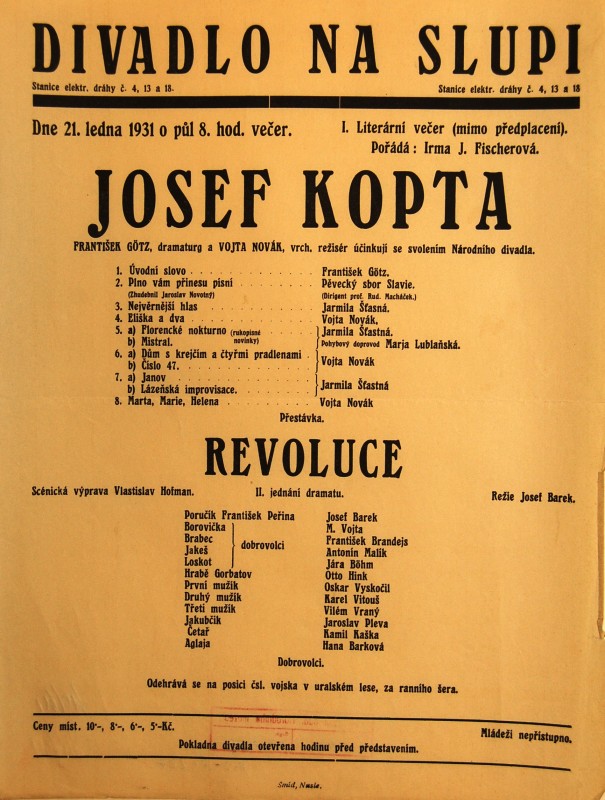 DIVADLO NA SLUPI
Stanice elektr. dráhy č. 4, 13 a 18. Stanice elektr. dráhy č. 4, 13 a 18
Dne 21. ledna 1931 o půl 8. hod. večer. I. Literární večer (mimo předplacení).
Pořádá: Irma J. Fischerová.
JOSEF KOPTA
FRANTIŠEK GÖTZ, dramaturg a VOJTA NOVÁK, vrch. režisér účinkují se svolením Národního divadla.
1. Úvodní slovo František Götz.
2. Plno vám přinesu písní Pěvecký sbor Slavie.
(Zhudebnil Jaroslav Novotný) (Dirigent prof. Rud. Macháček.)
3. Nejvěrnější hlas Jarmila Šťasná.
4. Eliška a dva Vojta Novák.
5. a) Florencké nokturno (rukopisné Jarmila Šťastná.
b) Mistral. novinky) Pohybový doprovod Marja Lublaňská.
6. a) Dům s krejčím a čtyřmi pradlenami
b) Číslo 47. Vojta Novák
7. a) Janov
b) Lázeňská improvisace. Jarmila Šťastná
8. Marta, Marie, Helena Vojta Novák
Přestávka.
REVOLUCE
Scénická výprava Vlastislav Hofman. II. jednání dramatu. Režie Josef Barek.
Poručík František Peřina Josef Barek
Borovička M. Vojta
Brabec František Brandejs
Jakeš dobrovolci Antonin Malík
Loskot Jára Böhm
Hrabě Gorbatov Otto Hink
První mužik Oskar Vyskočil
Druhý mužik Karel Vitouš
Třetí mužik Vilém Vraný
Jakubčík Jaroslav Pleva
Četař Kamil Kaška
Aglaja Hana Barková
Dobrovolci.
Odehrává se na posici čsl. vojska v uralském lese, za ranního šera.
Ceny míst. 10·-, 8·-, 6·-, 5·-Kč. Mládeži nepřístupno.
Pokladna divadla otevřena hodinu před představením.
Šmíd, Nusle.